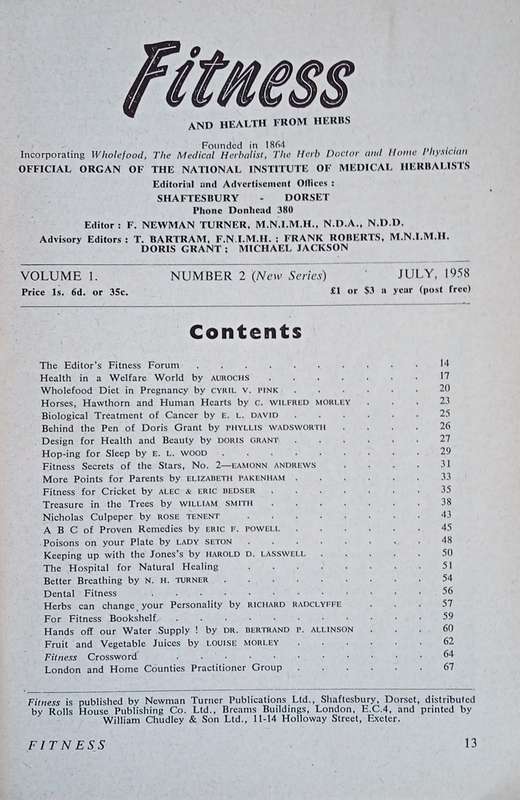 Fitness
AND HEALTH FROM HERBS
Founded in 1864
Incorporating Wholefood, The Medical Herbalist, The Herb Doctor and Home Physician
OFFICIAL ORGAN OF THE NATIONAL INSTITUTE OF MEDICAL HERBALISTS
Editorial and Advertisement Offices :
SHAFTESBURY - DORSET
Phone Donhead 380
Editor : F. NEWMAN TURNER, M.N.I.M.H., N.D.A., N.D.D.
Advisory Editors : T. BARTRAM, F.N.I.M.H. ; FRANK ROBERTS, M.N.I.M.H.
DORIS GRANT ; MICHAEL JACKSON
VOLUME 1. NUMBER 2 (New Series) JULY, 1958
Price 1s. 6d. or 35c. £1 or $3 a year (post free)
Contents
The Editor's Fitness Forum . . . . . . . . . 14
Health in a Welfare World by AUROCHS . . . . . . . 17
Wholefood Diet in Pregnancy by CYRIL V. PINK . . . . . . 20
Horses, Hawthorn and Human Hearts by C. WILFRED MORLEY . . . 23
Biological Treatment of Cancer by E. L. DAVID . . . . . . 25
Behind the Pen of Doris Grant by PHYLLIS WADSWORTH . . . . 26
Design for Health and Beauty by DORIS GRANT . . . . . . 27
Hop-ing for Sleep by E. L. WOOD . . . . . . . . 29
Fitness Secrets of the Stars, No. 2—EAMONN ANDREWS . . . . 31
More Points for Parents by ELIZABETH PAKENHAM . . . . . 33
Fitness for Cricket by ALEC & ERIC BEDSER . . . . . . 35
Treasure in the Trees by WILLIAM SMITH . . . . . . 38
Nicholas Culpeper by ROSE TENENT . . . . . . . 43
A B C of Proven Remedies by ERIC F. POWELL . . . . . 45
Poisons on your Plate by LADY SETON . . . . . . . 48
Keeping up with the Jones's by HAROLD D. LASSWELL . . . . 50
The Hospital for Natural Healing . . . . . . . . 51
Better Breathing by N. H. TURNER . . . . . . . . 54
Dental Fitness . . . . . . . . . . . 56
Herbs can change your Personality by RICHARD RADCLYFFE . . . 57
For Fitness Bookshelf . . . . . . . . . . 59
Hands off our Water Supply ! by DR. BERTRAND P. ALLINSON . . . 60
Fruit and Vegetable Juices by LOUISE MORLEY . . . . . 62
Fitness Crossword . . . . . . . . . . 64
London and Home Counties Practitioner Group . . . . . 67
Fitness is published by Newman Turner Publications Ltd., Shaftesbury, Dorset, distributed
by Rolls House Publishing Co. Ltd., Breams Buildings, London, E.C.4, and printed by
William Chudley & Son Ltd., 11-14 Holloway Street, Exeter.
FITNESS 13